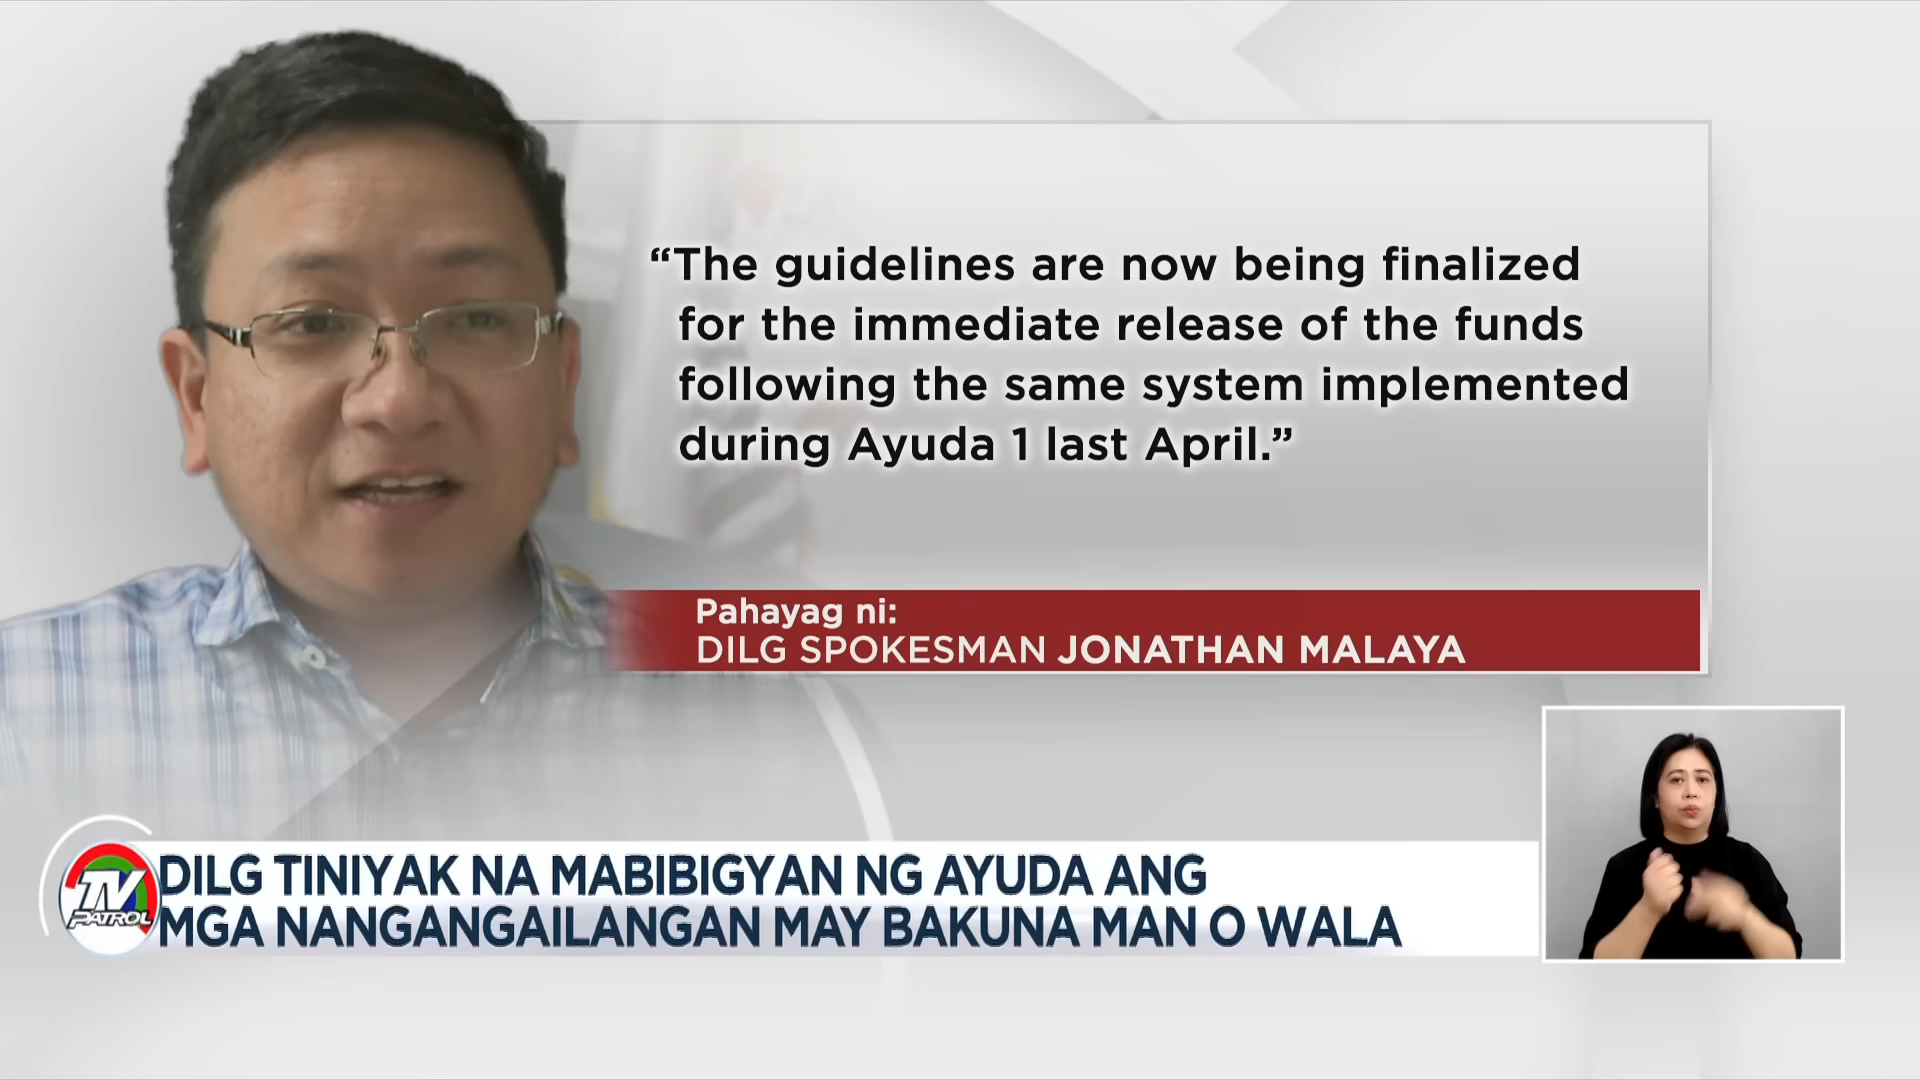 “The guidelines are now being finalized
for the immediate release of the funds
following the same system implemented
during Ayuda 1 last April.”
Pahayag ni:
DILG SPOKESMAN JONATHAN MALAYA
TV
PATROL
DILG TINIYAK NA MABIBIGYAN NG AYUDA ANG
MGA NANGANGAILANGAN MAY BAKUNA MAN O WALA